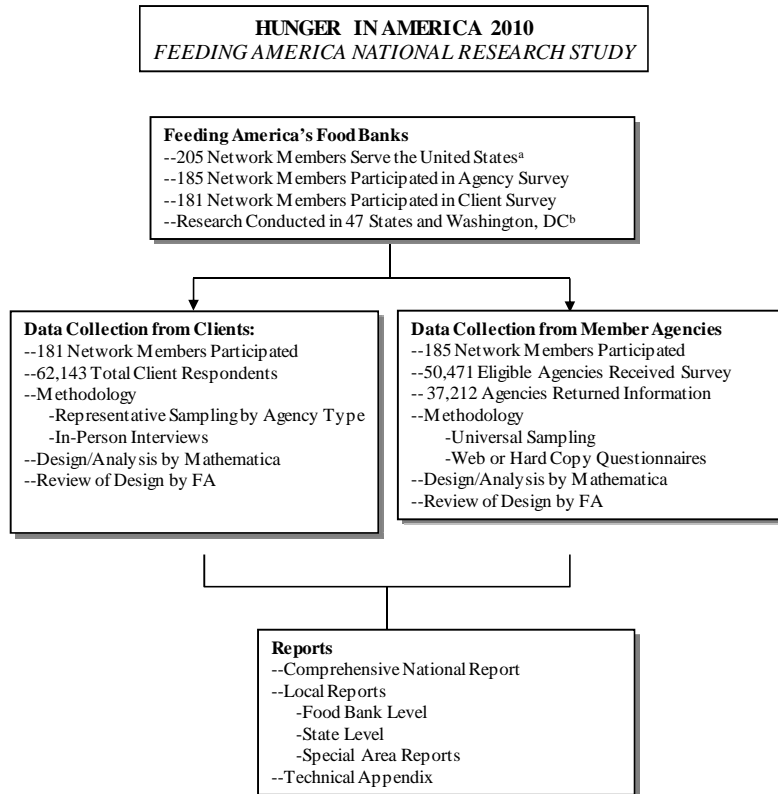 HUNGER IN AMERICA 2010
FEEDING AMERICA NATIONAL RESEARCH STUDY
Feeding America's Food Banks
--205 Network Members Serve the United Statesᵃ
--185 Network Members Participated in Agency Survey
--181 Network Members Participated in Client Survey
--Research Conducted in 47 States and Washington, DCᵇ
Data Collection from Clients:
--181 Network Members Participated
--62,143 Total Client Respondents
--Methodology
-Representative Sampling by Agency Type
-In-Person Interviews
--Design/Analysis by Mathematica
--Review of Design by FA
Data Collection from Member Agencies
--185 Network Members Participated
--50,471 Eligible Agencies Received Survey
-- 37,212 Agencies Returned Information
--Methodology
-Universal Sampling
-Web or Hard Copy Questionnaires
--Design/Analysis by Mathematica
--Review of Design by FA
Reports
--Comprehensive National Report
--Local Reports
-Food Bank Level
-State Level
-Special Area Reports
--Technical Appendix